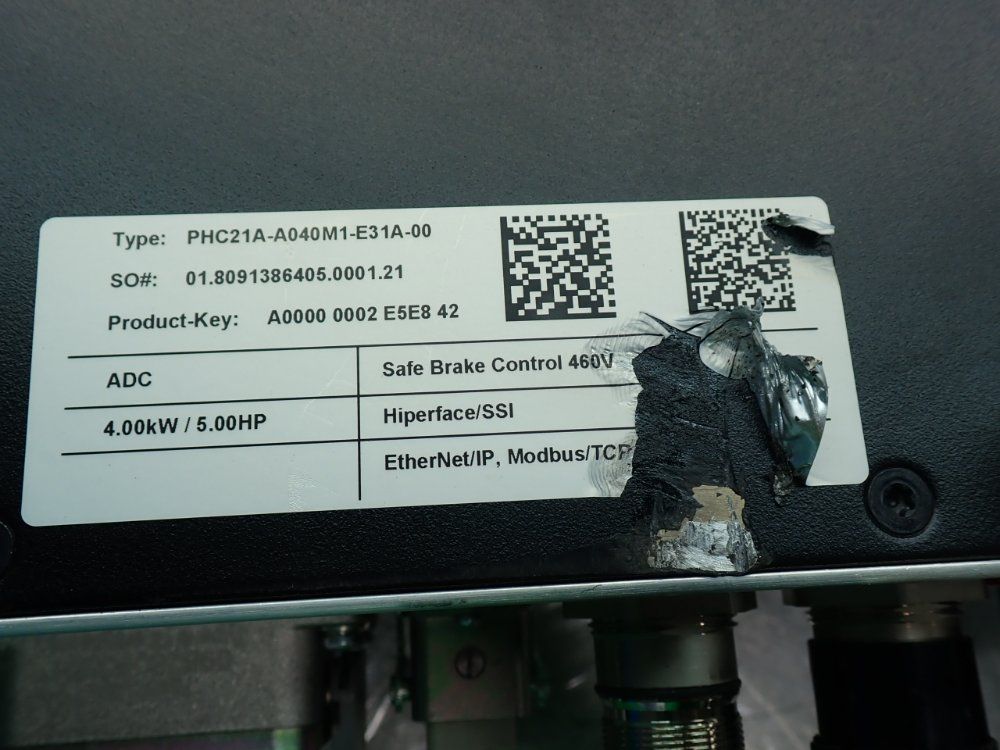 Type: PHC21A-A040M1-E31A-00
SO#: 01.8091386405.0001.21
Product-Key: A0000 0002 E5E8 42
ADC
Safe Brake Control 460V
4.00kW / 5.00HP
Hiperface/SSI
EtherNet/IP, Modbus/TCP